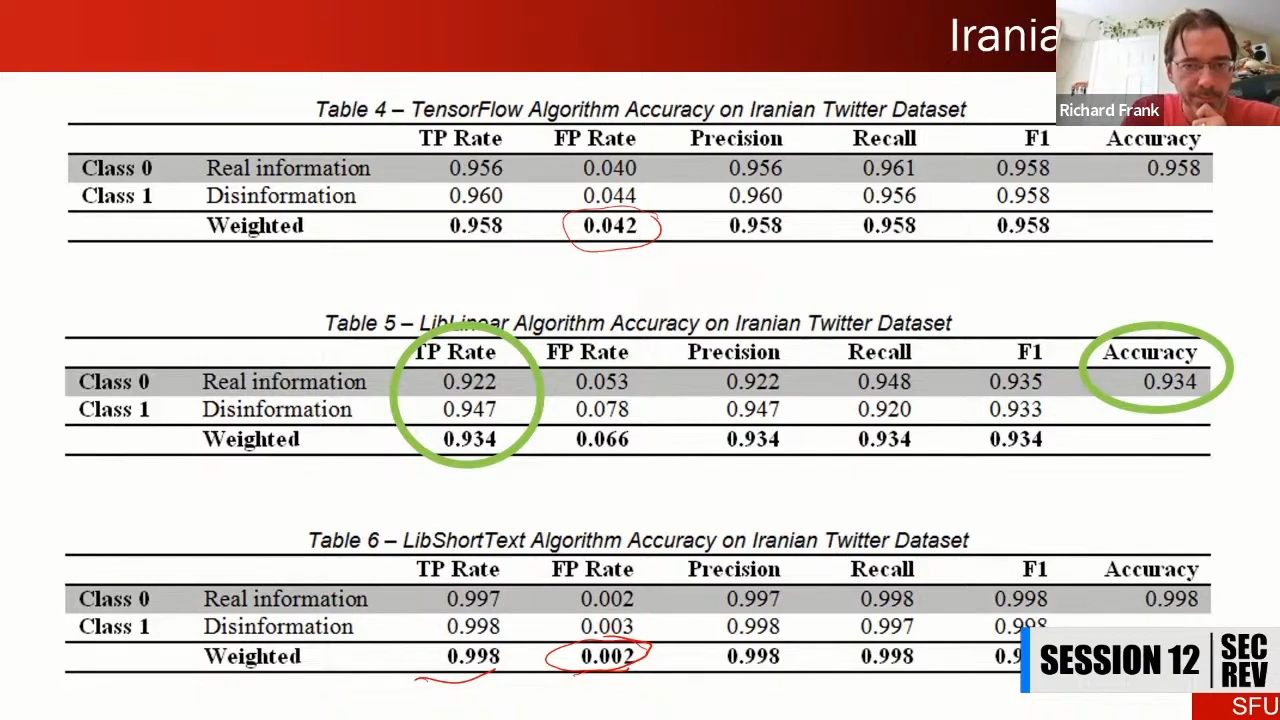 Irania
Richard Frank
Table 4 – TensorFlow Algorithm Accuracy on Iranian Twitter Dataset
TP Rate FP Rate Precision Recall F1 Accuracy
Class 0 Real information 0.956 0.040 0.956 0.961 0.958 0.958
Class 1 Disinformation 0.960 0.044 0.960 0.956 0.958
Weighted 0.958 0.042 0.958 0.958 0.958
Table 5 – LibLinear Algorithm Accuracy on Iranian Twitter Dataset
TP Rate FP Rate Precision Recall F1 Accuracy
Class 0 Real information 0.922 0.053 0.922 0.948 0.935 0.934
Class 1 Disinformation 0.947 0.078 0.947 0.920 0.933
Weighted 0.934 0.066 0.934 0.934 0.934
Table 6 – LibShortText Algorithm Accuracy on Iranian Twitter Dataset
TP Rate FP Rate Precision Recall F1 Accuracy
Class 0 Real information 0.997 0.002 0.997 0.998 0.998 0.998
Class 1 Disinformation 0.998 0.003 0.998 0.997 0.998
Weighted 0.998 0.002 0.998 0.998 0.9
SESSION 12
SEC
REV
SFU